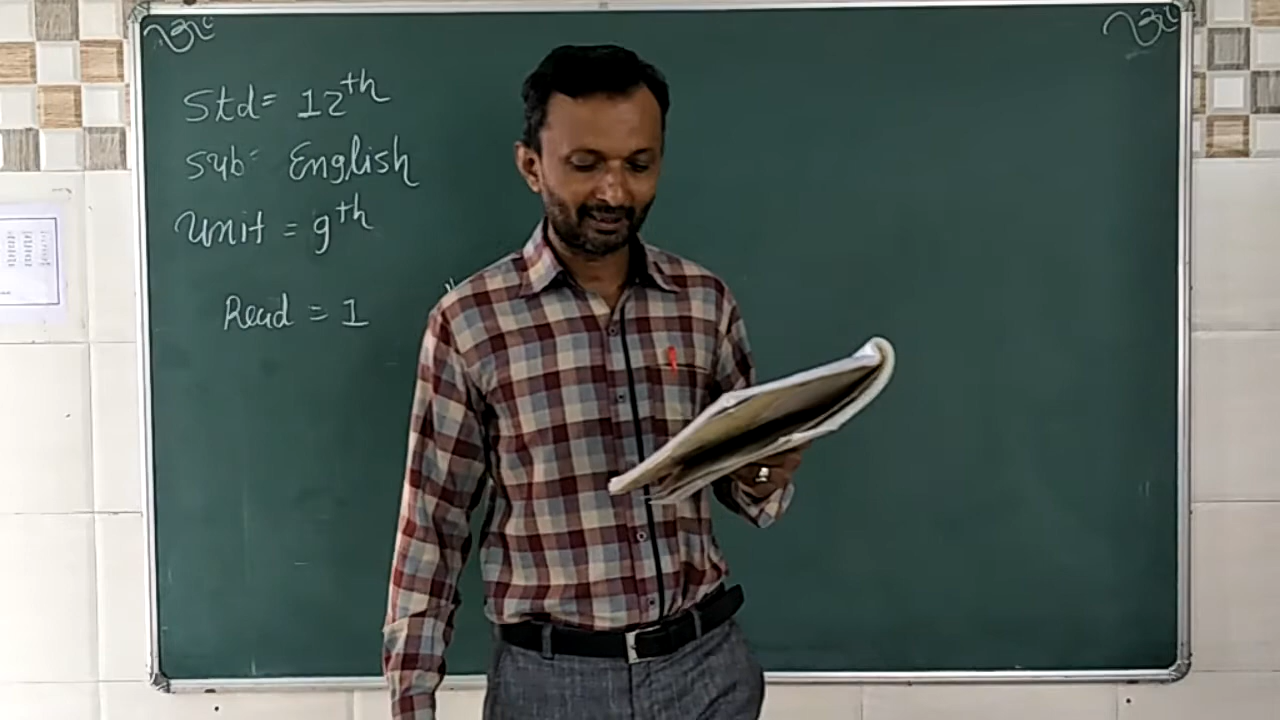 Std= 12th
Sub= English
Unit = 9th
Read = 1